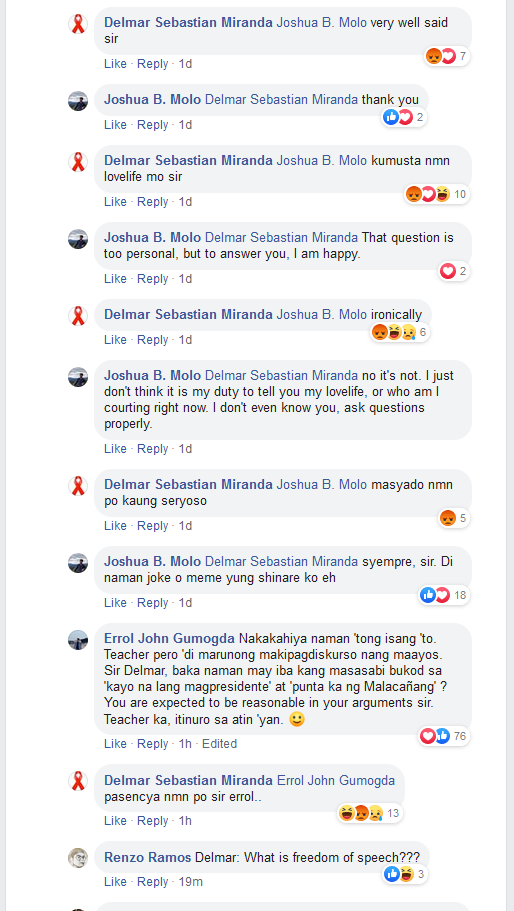 Delmar Sebastian Miranda Joshua B. Molo very well said
sir
7
Like · Reply · 1d
Joshua B. Molo Delmar Sebastian Miranda thank you
2
Like · Reply · 1d
Delmar Sebastian Miranda Joshua B. Molo kumusta nmn
lovelife mo sir
10
Like · Reply · 1d
Joshua B. Molo Delmar Sebastian Miranda That question is
too personal, but to answer you, I am happy.
2
Like · Reply · 1d
Delmar Sebastian Miranda Joshua B. Molo ironically
6
Like · Reply · 1d
Joshua B. Molo Delmar Sebastian Miranda no it's not. I just
don't think it is my duty to tell you my lovelife, or who am I
courting right now. I don't even know you, ask questions
properly.
Like · Reply · 1d
Delmar Sebastian Miranda Joshua B. Molo masyado nmn
po kaung seryoso
5
Like · Reply · 1d
Joshua B. Molo Delmar Sebastian Miranda syempre, sir. Di
naman joke o meme yung shinare ko eh
18
Like · Reply · 1d
Errol John Gumogda Nakakahiya naman 'tong isang 'to.
Teacher pero 'di marunong makipagdiskurso nang maayos.
Sir Delmar, baka naman may iba kang masasabi bukod sa
'kayo na lang magpresidente' at 'punta ka ng Malacañang' ?
You are expected to be reasonable in your arguments sir.
Teacher ka, itinuro sa atin 'yan. 🙂
76
Like · Reply · 1h · Edited
Delmar Sebastian Miranda Errol John Gumogda
pasencya nmn po sir errol..
13
Like · Reply · 1h
Renzo Ramos Delmar: What is freedom of speech???
3
Like · Reply · 19m